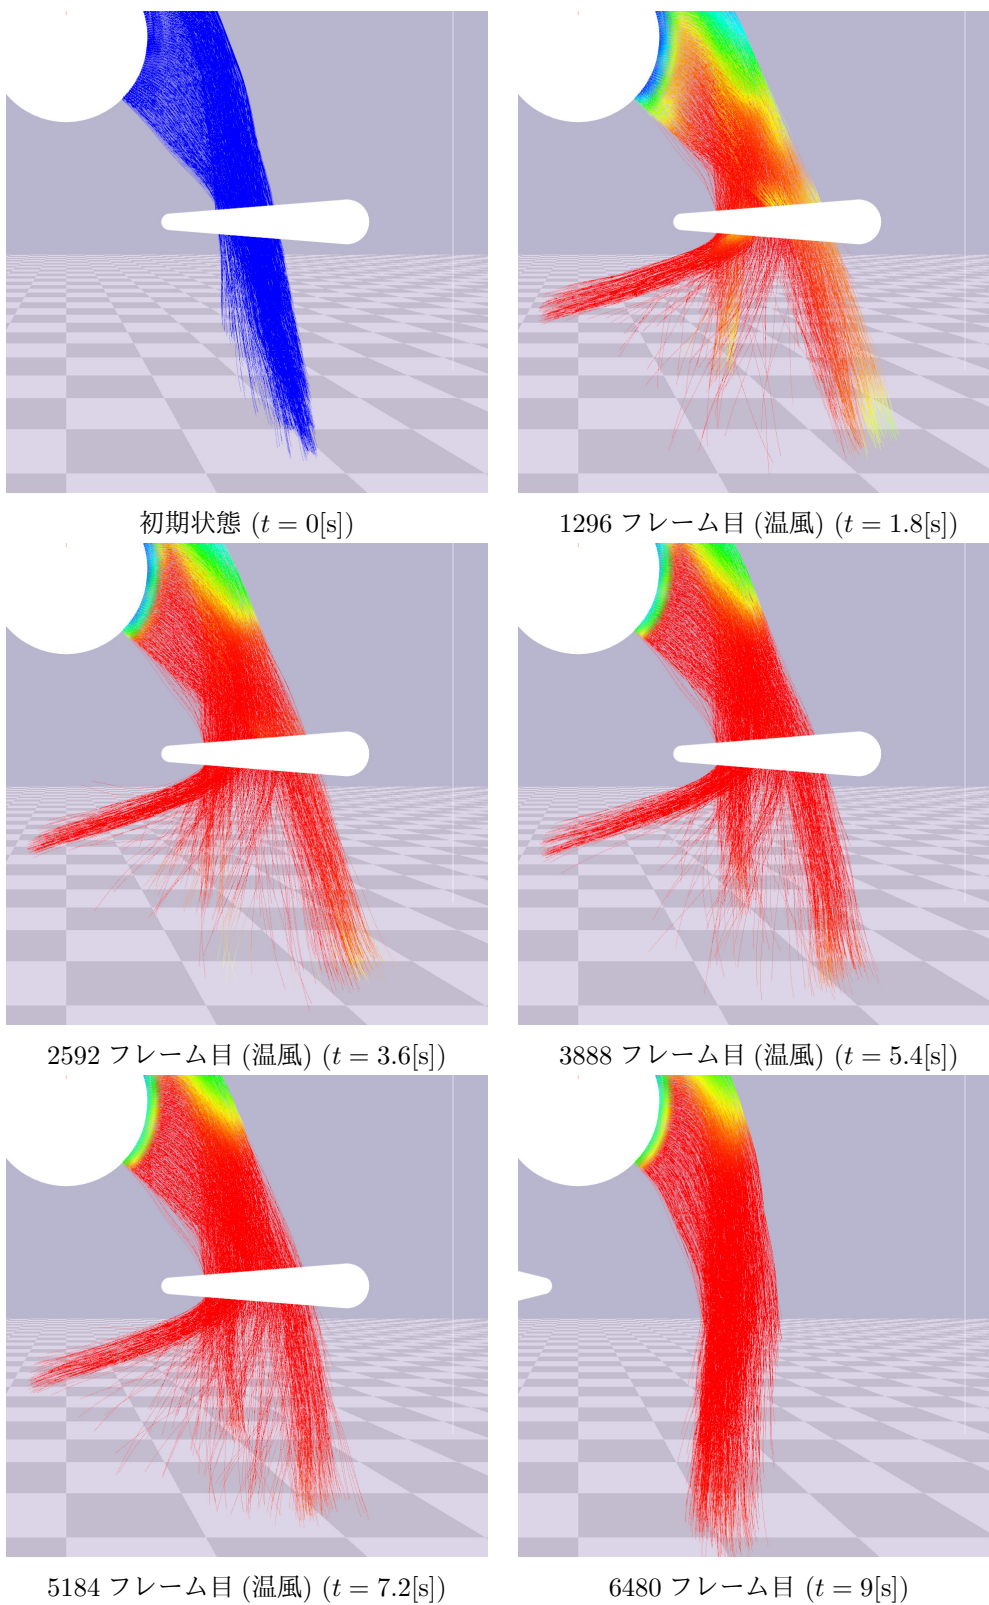 初期状態 (t = 0[s])
1296 フレーム目 (温風) (t = 1.8[s])
2592 フレーム目 (温風) (t = 3.6[s])
3888 フレーム目 (温風) (t = 5.4[s])
5184 フレーム目 (温風) (t = 7.2[s])
6480 フレーム目 (t = 9[s])